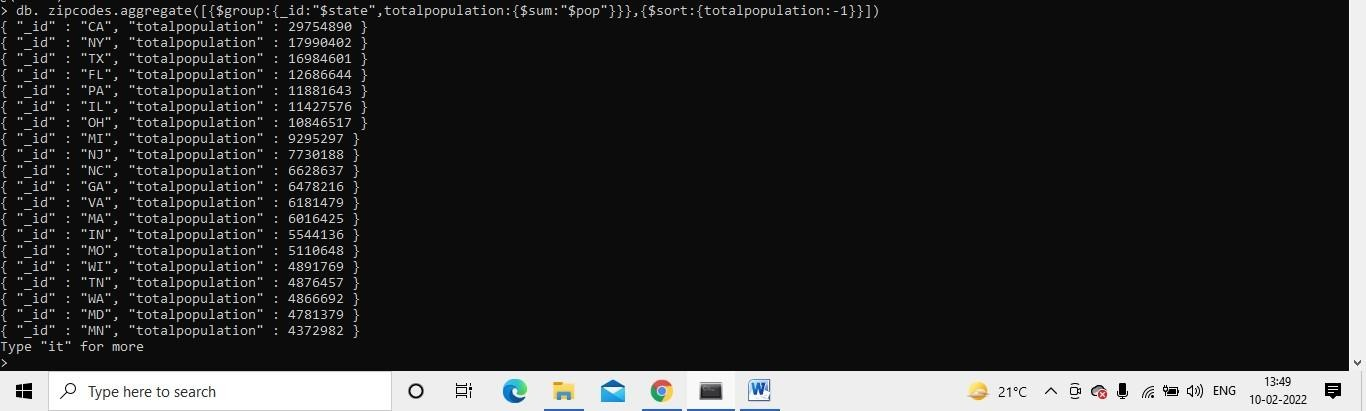 > db. zipcodes.aggregate([{$group:{_id:"$state",totalpopulation:{$sum:"$pop"}}},{$sort:{totalpopulation:-1}}])
{ "_id" : "CA", "totalpopulation" : 29754890 }
{ "_id" : "NY", "totalpopulation" : 17990402 }
{ "_id" : "TX", "totalpopulation" : 16984601 }
{ "_id" : "FL", "totalpopulation" : 12686644 }
{ "_id" : "PA", "totalpopulation" : 11881643 }
{ "_id" : "IL", "totalpopulation" : 11427576 }
{ "_id" : "OH", "totalpopulation" : 10846517 }
{ "_id" : "MI", "totalpopulation" : 9295297 }
{ "_id" : "NJ", "totalpopulation" : 7730188 }
{ "_id" : "NC", "totalpopulation" : 6628637 }
{ "_id" : "GA", "totalpopulation" : 6478216 }
{ "_id" : "VA", "totalpopulation" : 6181479 }
{ "_id" : "MA", "totalpopulation" : 6016425 }
{ "_id" : "IN", "totalpopulation" : 5544136 }
{ "_id" : "MO", "totalpopulation" : 5110648 }
{ "_id" : "WI", "totalpopulation" : 4891769 }
{ "_id" : "TN", "totalpopulation" : 4876457 }
{ "_id" : "WA", "totalpopulation" : 4866692 }
{ "_id" : "MD", "totalpopulation" : 4781379 }
{ "_id" : "MN", "totalpopulation" : 4372982 }
Type "it" for more
>
Type here to search
21°C
ENG
13:49
10-02-2022